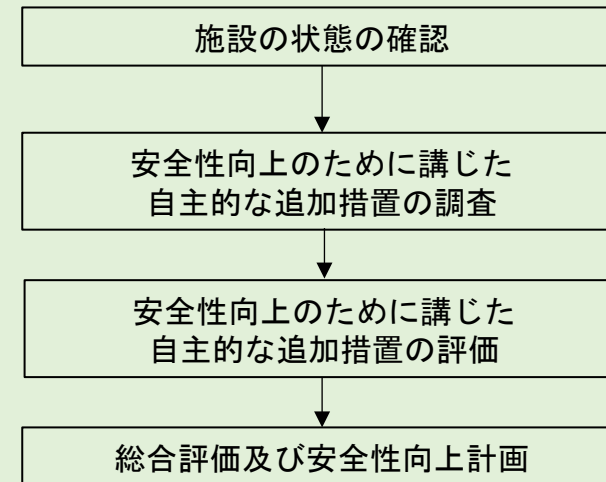 施設の状態の確認
安全性向上のために講じた
自主的な追加措置の調査
安全性向上のために講じた
自主的な追加措置の評価
総合評価及び安全性向上計画